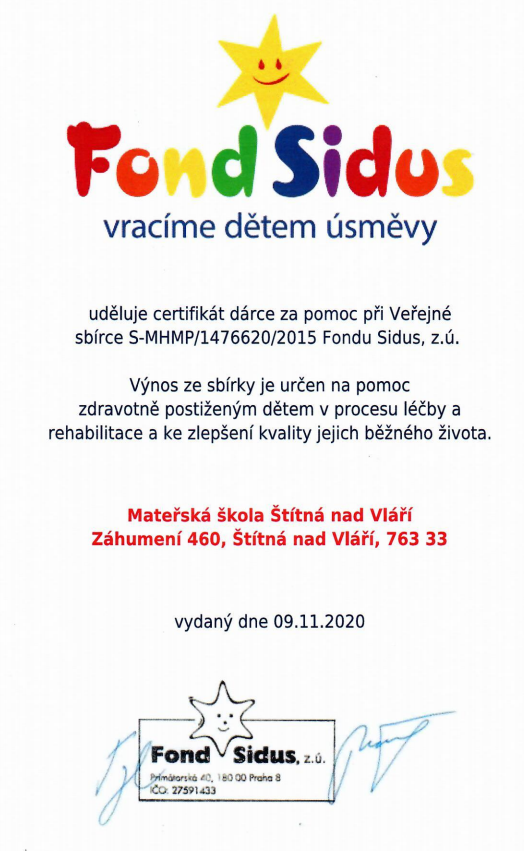 Fond Sidus
vracíme dětem úsměvy
uděluje certifikát dárce za pomoc při Veřejné
sbírce S-MHMP/1476620/2015 Fondu Sidus, z.ú.
Výnos ze sbírky je určen na pomoc
zdravotně postiženým dětem v procesu léčby a
rehabilitace a ke zlepšení kvality jejich běžného života.
Mateřská škola Štítná nad Vláří
Záhumení 460, Štítná nad Vláří, 763 33
vydaný dne 09.11.2020
Fond Sidus, z.ú.
Primátorská 40, 180 00 Praha 8
IČO: 27591433